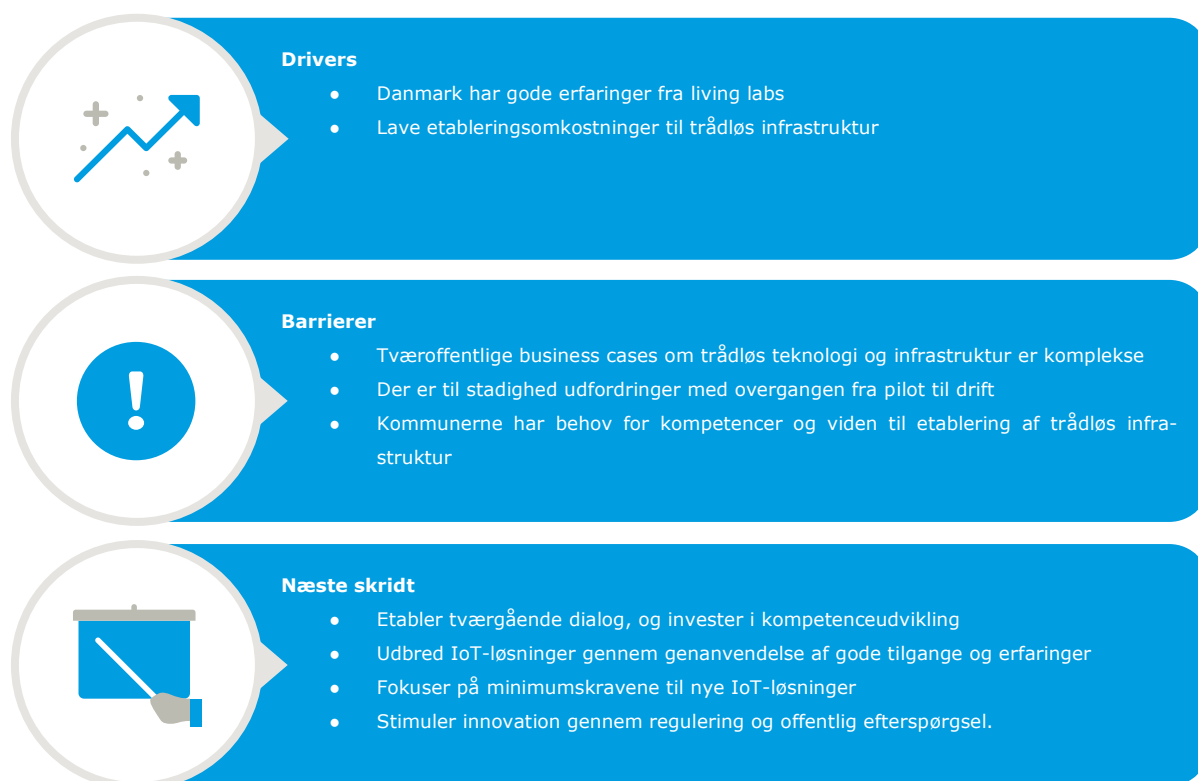 Drivers
• Danmark har gode erfaringer fra living labs
• Lave etableringsomkostninger til trådløs infrastruktur
Barrierer
• Tværoffentlige business cases om trådløs teknologi og infrastruktur er komplekse
• Der er til stadighed udfordringer med overgangen fra pilot til drift
• Kommunerne har behov for kompetencer og viden til etablering af trådløs infra-
struktur
Næste skridt
• Etabler tværgående dialog, og invester i kompetenceudvikling
• Udbred IoT-løsninger gennem genanvendelse af gode tilgange og erfaringer
• Fokuser på minimumskravene til nye IoT-løsninger
• Stimuler innovation gennem regulering og offentlig efterspørgsel.